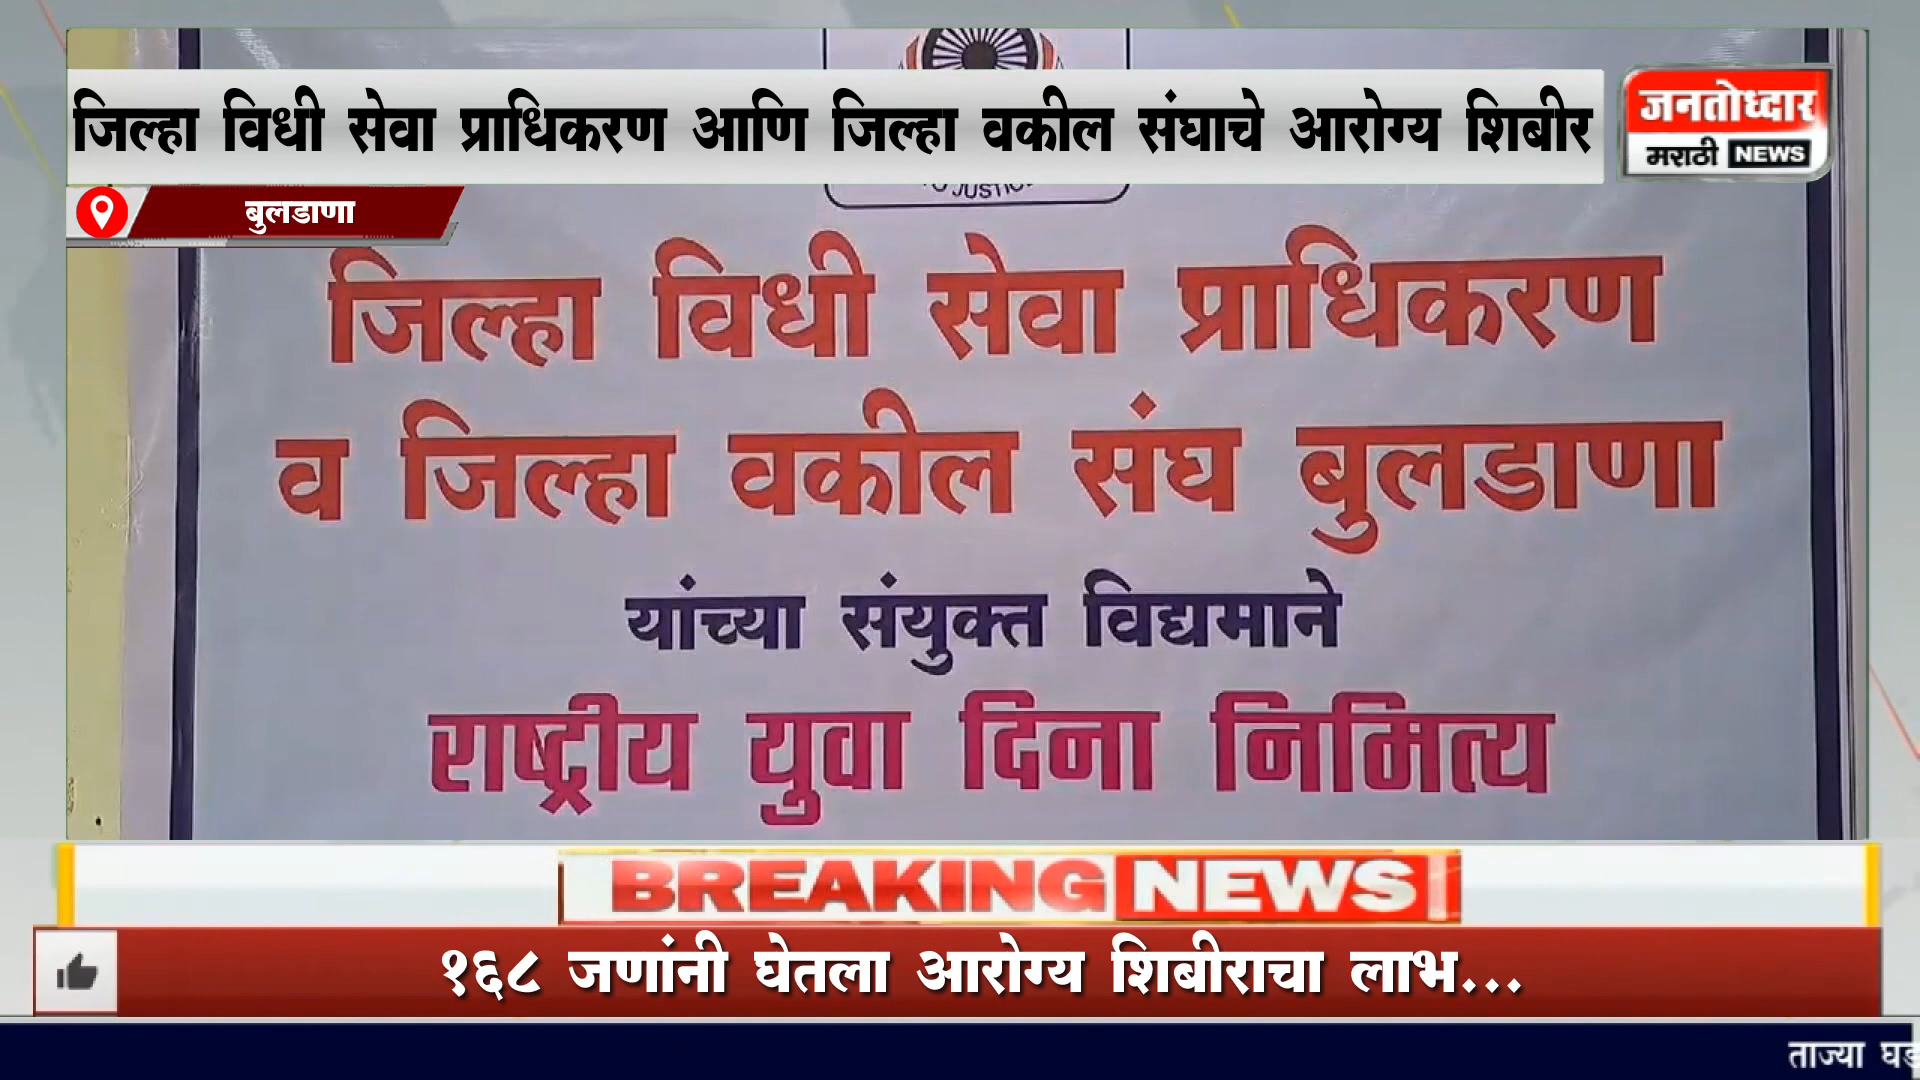 जिल्हा विधी सेवा प्राधिकरण आणि जिल्हा वकील संघाचे आरोग्य शिबीर
जनतोध्दार
मराठी NEWS
बुलडाणा
जिल्हा विधी सेवा प्राधिकरण
व जिल्हा वकील संघ बुलडाणा
यांच्या संयुक्त विद्यमाने
राष्ट्रीय युवा दिना निमित्य
BREAKING NEWS
१६८ जणांनी घेतला आरोग्य शिबीराचा लाभ...
ताज्या